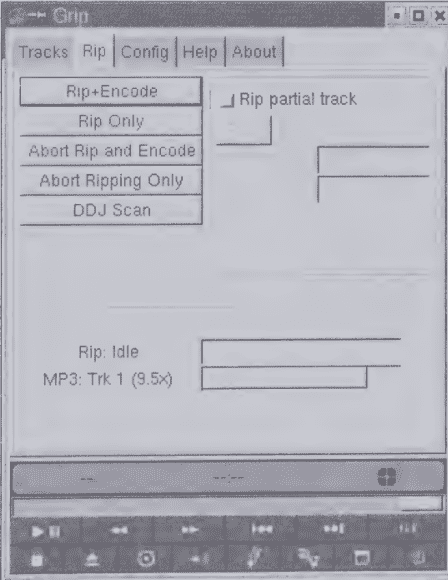 Grip
Tracks Rip Config Help About
Rip+Encode
Rip partial track
Rip Only
Abort Rip and Encode
Abort Ripping Only
DDJ Scan
Rip: Idle
MP3: Trk 1 (9.5x)
--
--:--